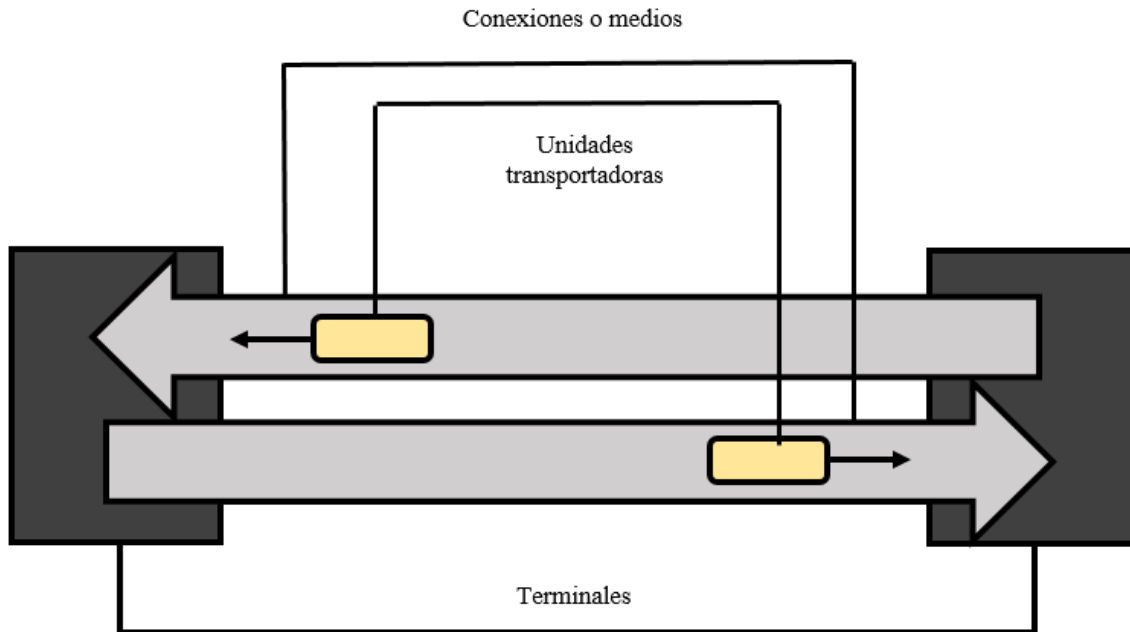 Conexiones o medios
Unidades
transportadoras
Terminales